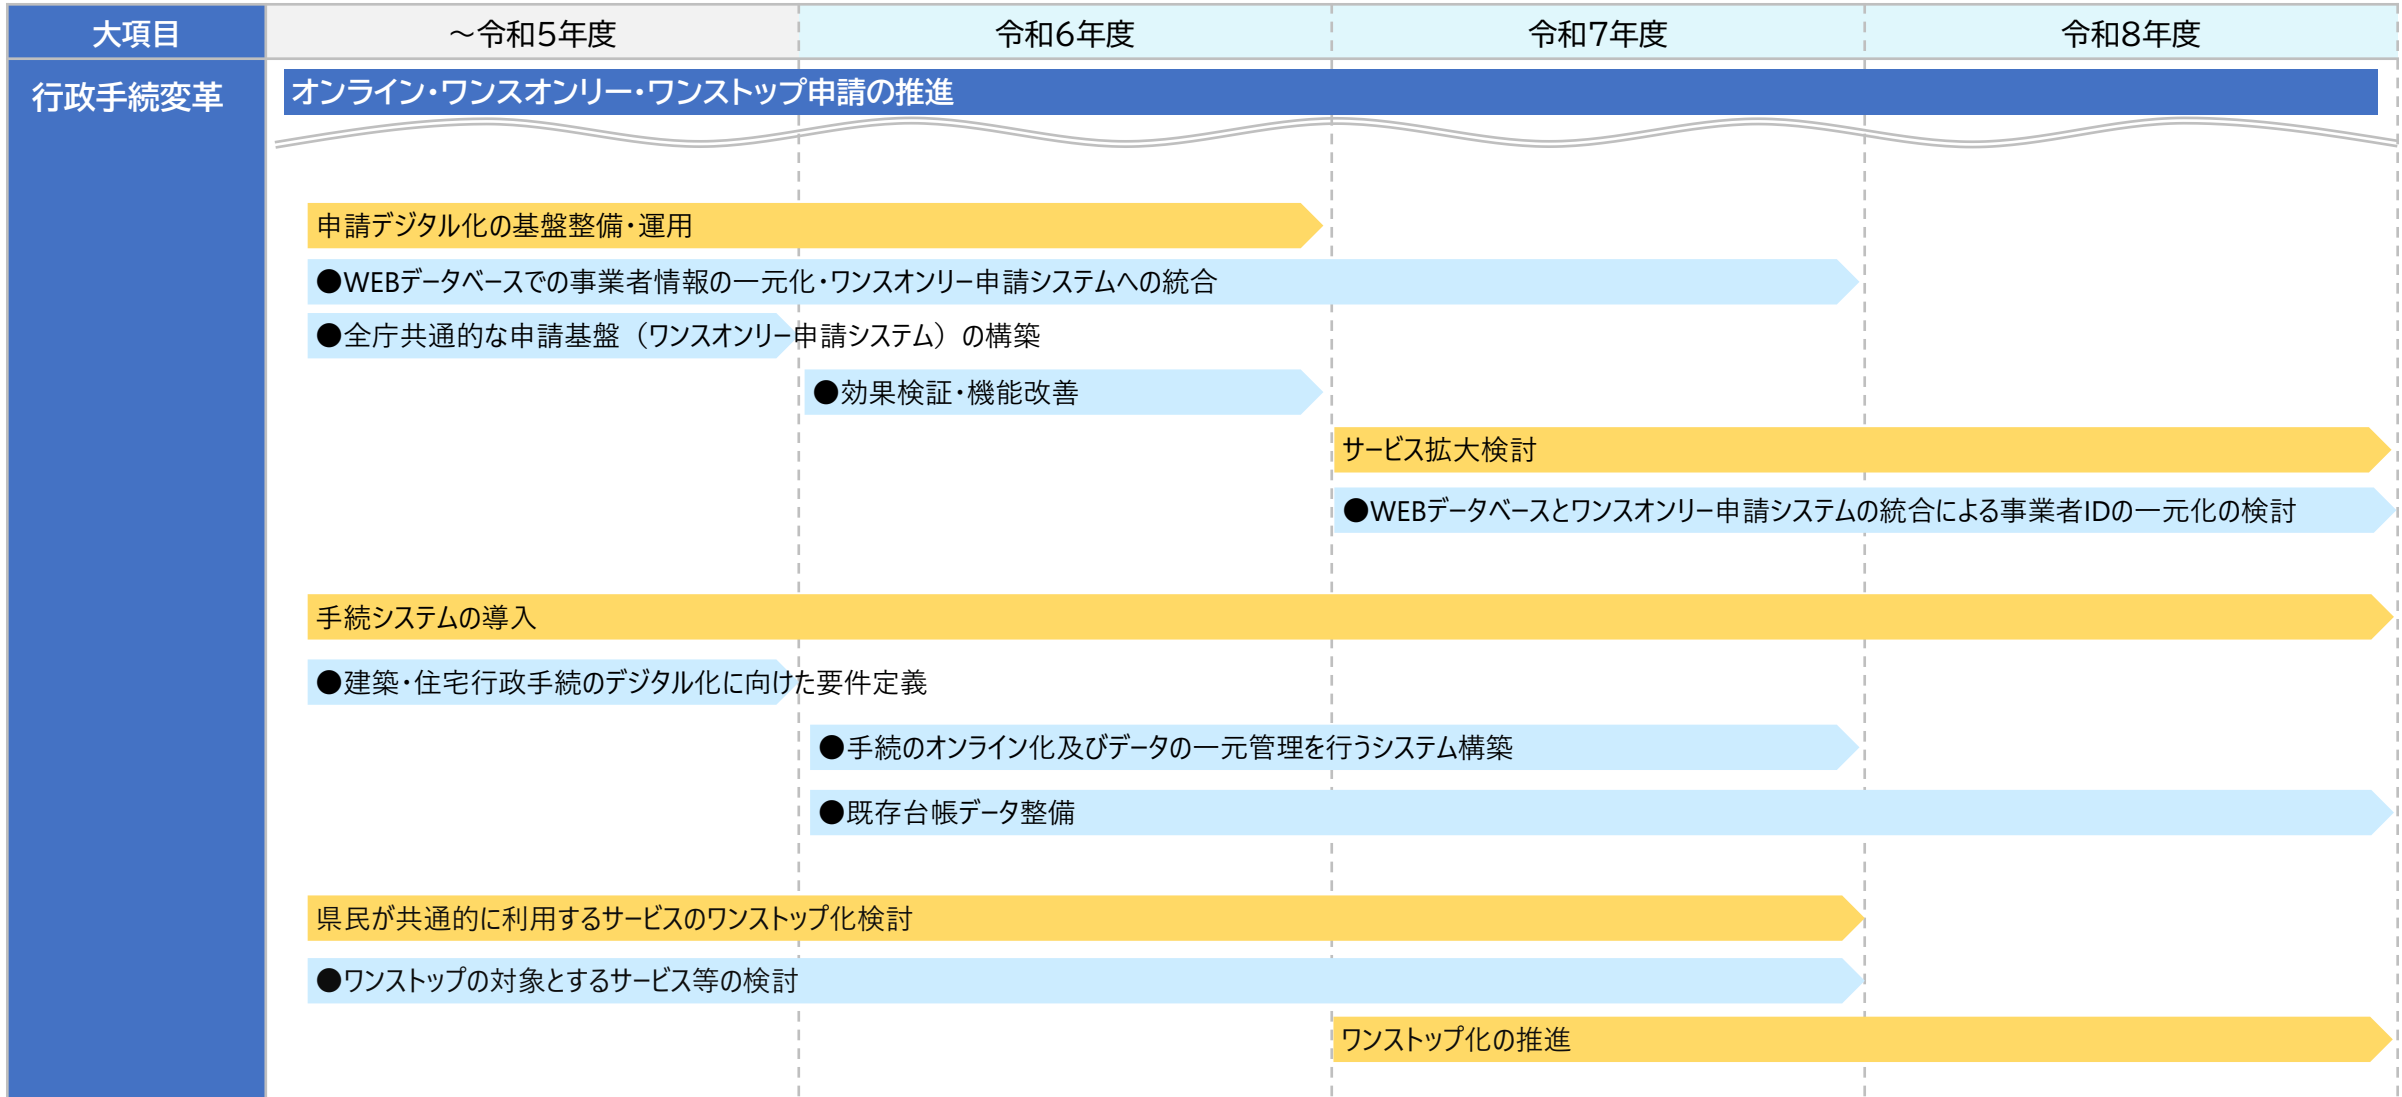 大項目
～令和5年度
令和6年度
令和7年度
令和8年度
行政手続変革
オンライン・ワンスオンリー・ワンストップ申請の推進
申請デジタル化の基盤整備・運用
●WEBデータベースでの事業者情報の一元化・ワンスオンリー申請システムへの統合
●全庁共通的な申請基盤（ワンスオンリー申請システム）の構築
●効果検証・機能改善
サービス拡大検討
●WEBデータベースとワンスオンリー申請システムの統合による事業者IDの一元化の検討
手続システムの導入
●建築・住宅行政手続のデジタル化に向けた要件定義
●手続のオンライン化及びデータの一元管理を行うシステム構築
●既存台帳データ整備
県民が共通的に利用するサービスのワンストップ化検討
●ワンストップの対象とするサービス等の検討
ワンストップ化の推進